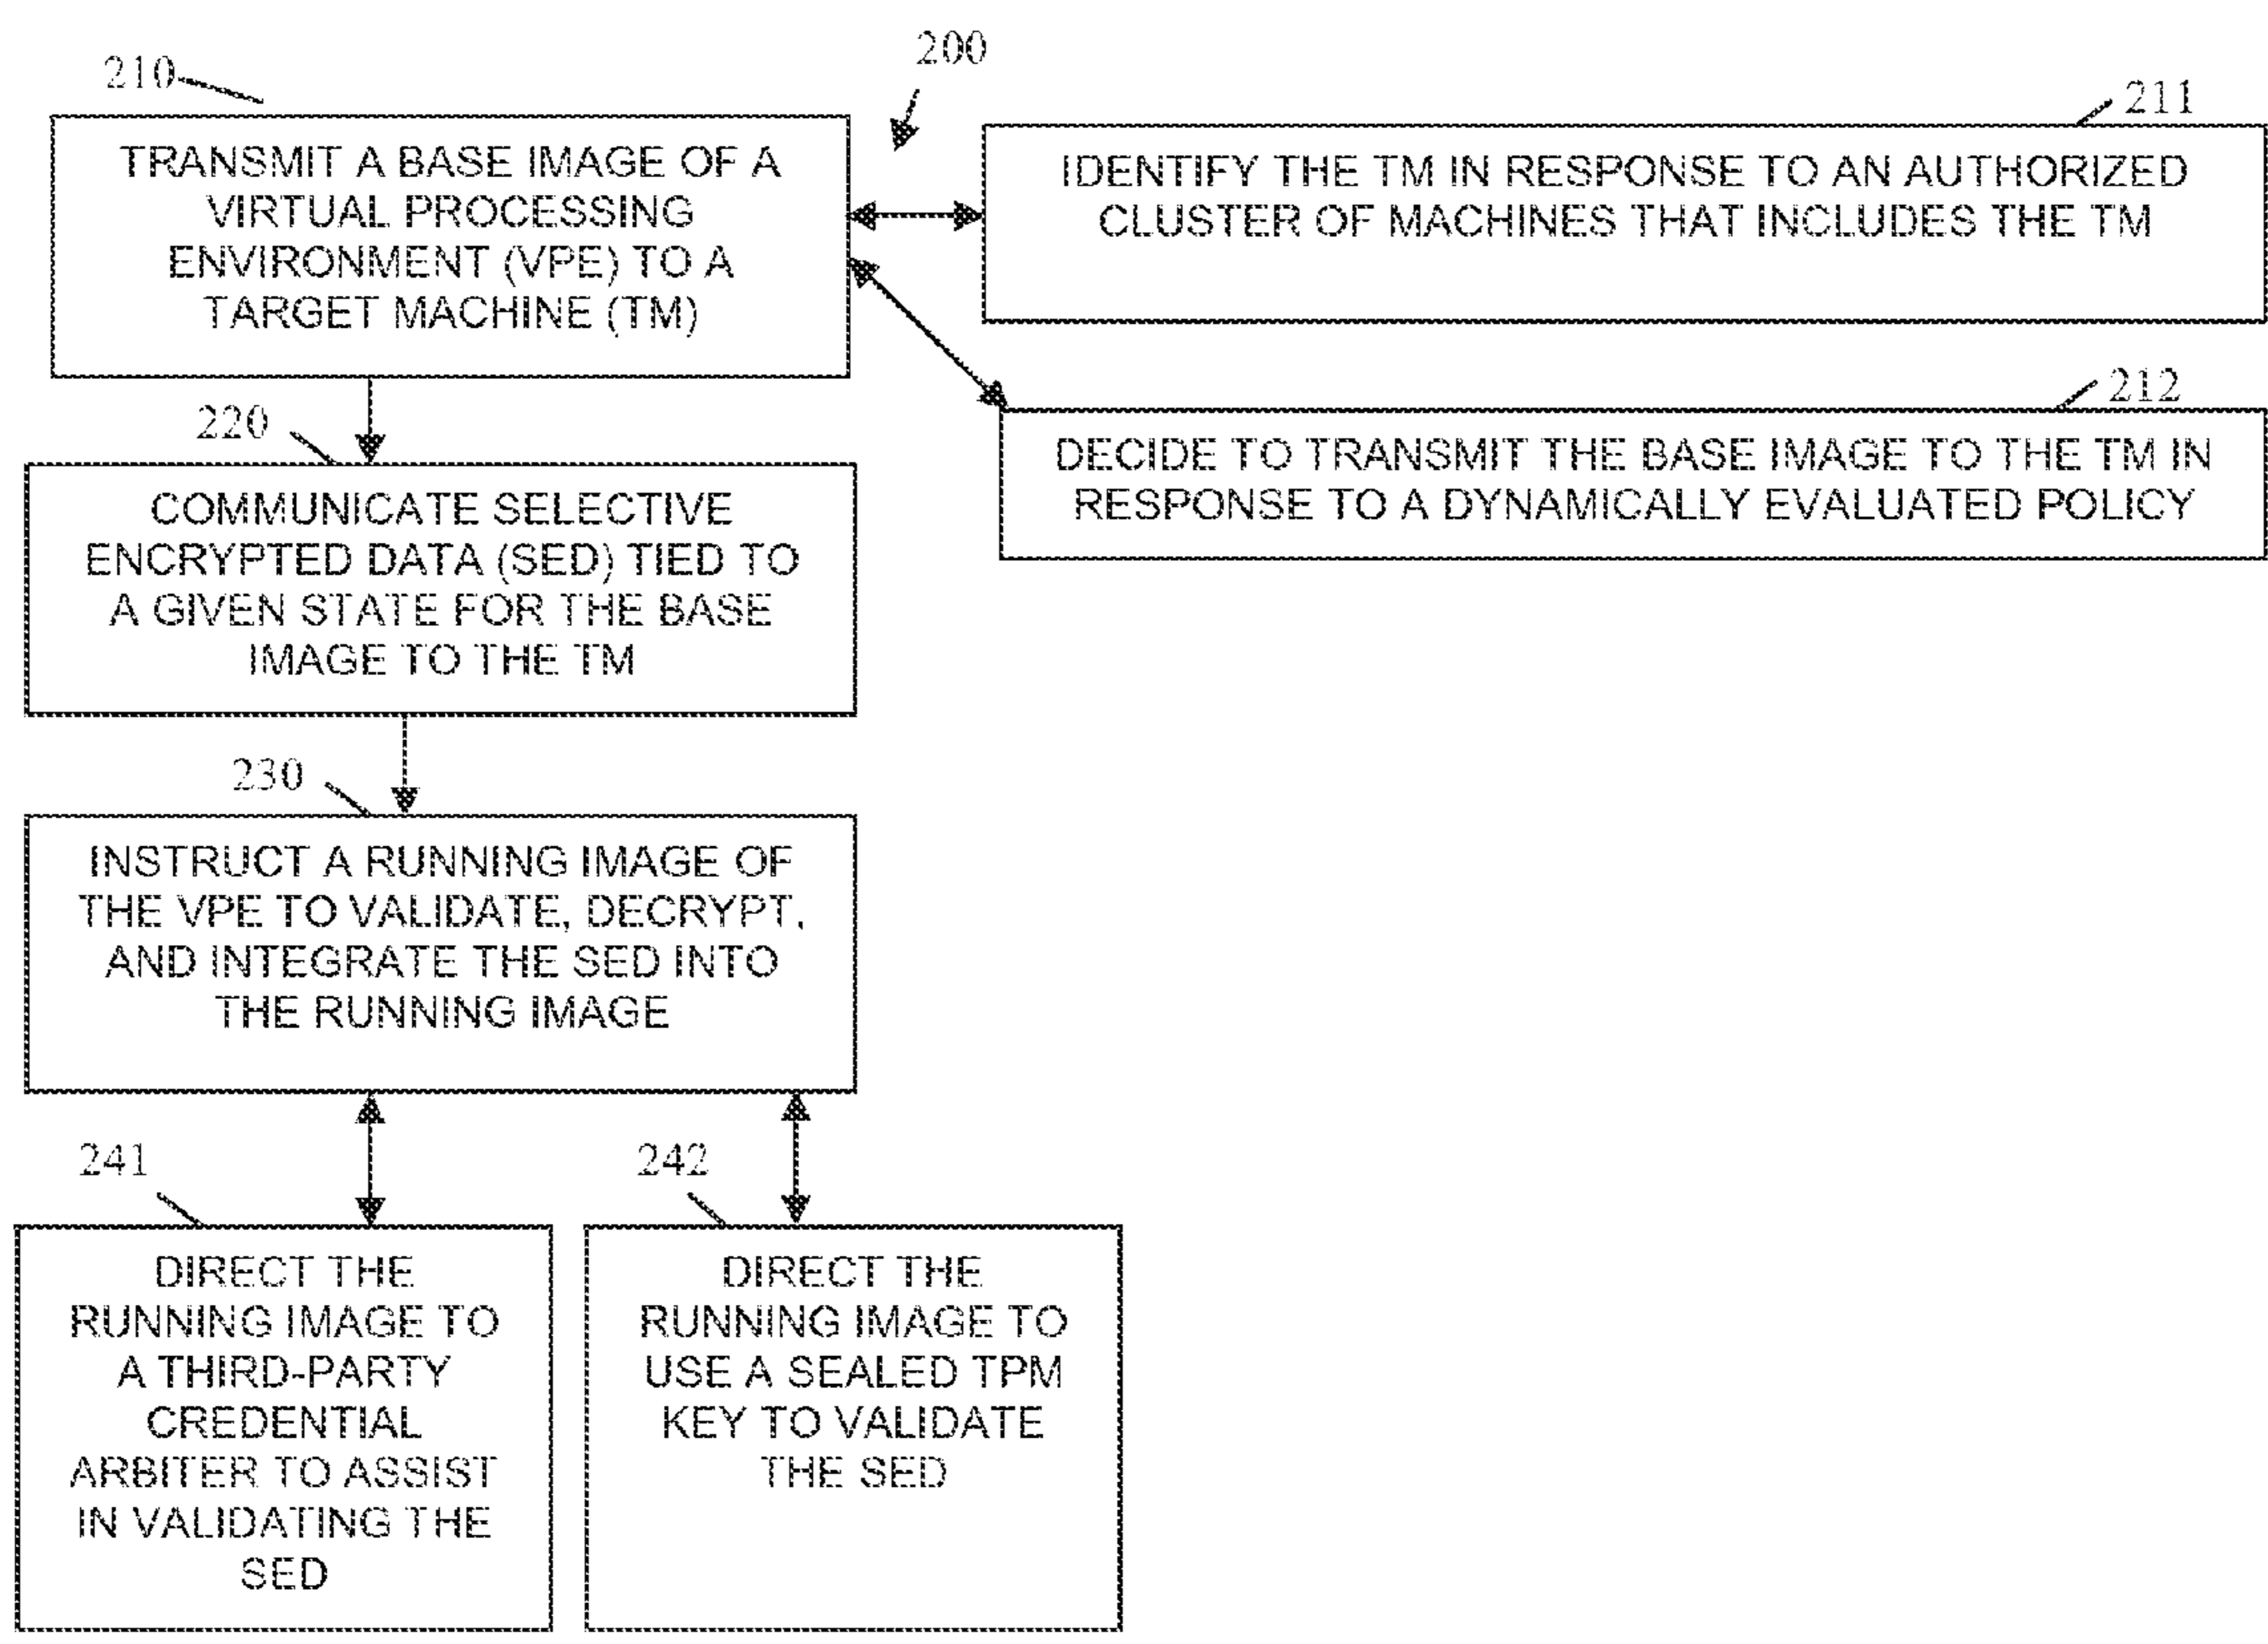 200
210
TRANSMIT A BASE IMAGE OF A
VIRTUAL PROCESSING
ENVIRONMENT (VPE) TO A
TARGET MACHINE (TM)
211
IDENTIFY THE TM IN RESPONSE TO AN AUTHORIZED
CLUSTER OF MACHINES THAT INCLUDES THE TM
212
DECIDE TO TRANSMIT THE BASE IMAGE TO THE TM IN
RESPONSE TO A DYNAMICALLY EVALUATED POLICY
220
COMMUNICATE SELECTIVE
ENCRYPTED DATA (SED) TIED TO
A GIVEN STATE FOR THE BASE
IMAGE TO THE TM
230
INSTRUCT A RUNNING IMAGE OF
THE VPE TO VALIDATE, DECRYPT,
AND INTEGRATE THE SED INTO
THE RUNNING IMAGE
241
DIRECT THE
RUNNING IMAGE TO
A THIRD-PARTY
CREDENTIAL
ARBITER TO ASSIST
IN VALIDATING THE
SED
242
DIRECT THE
RUNNING IMAGE TO
USE A SEALED TPM
KEY TO VALIDATE
THE SED